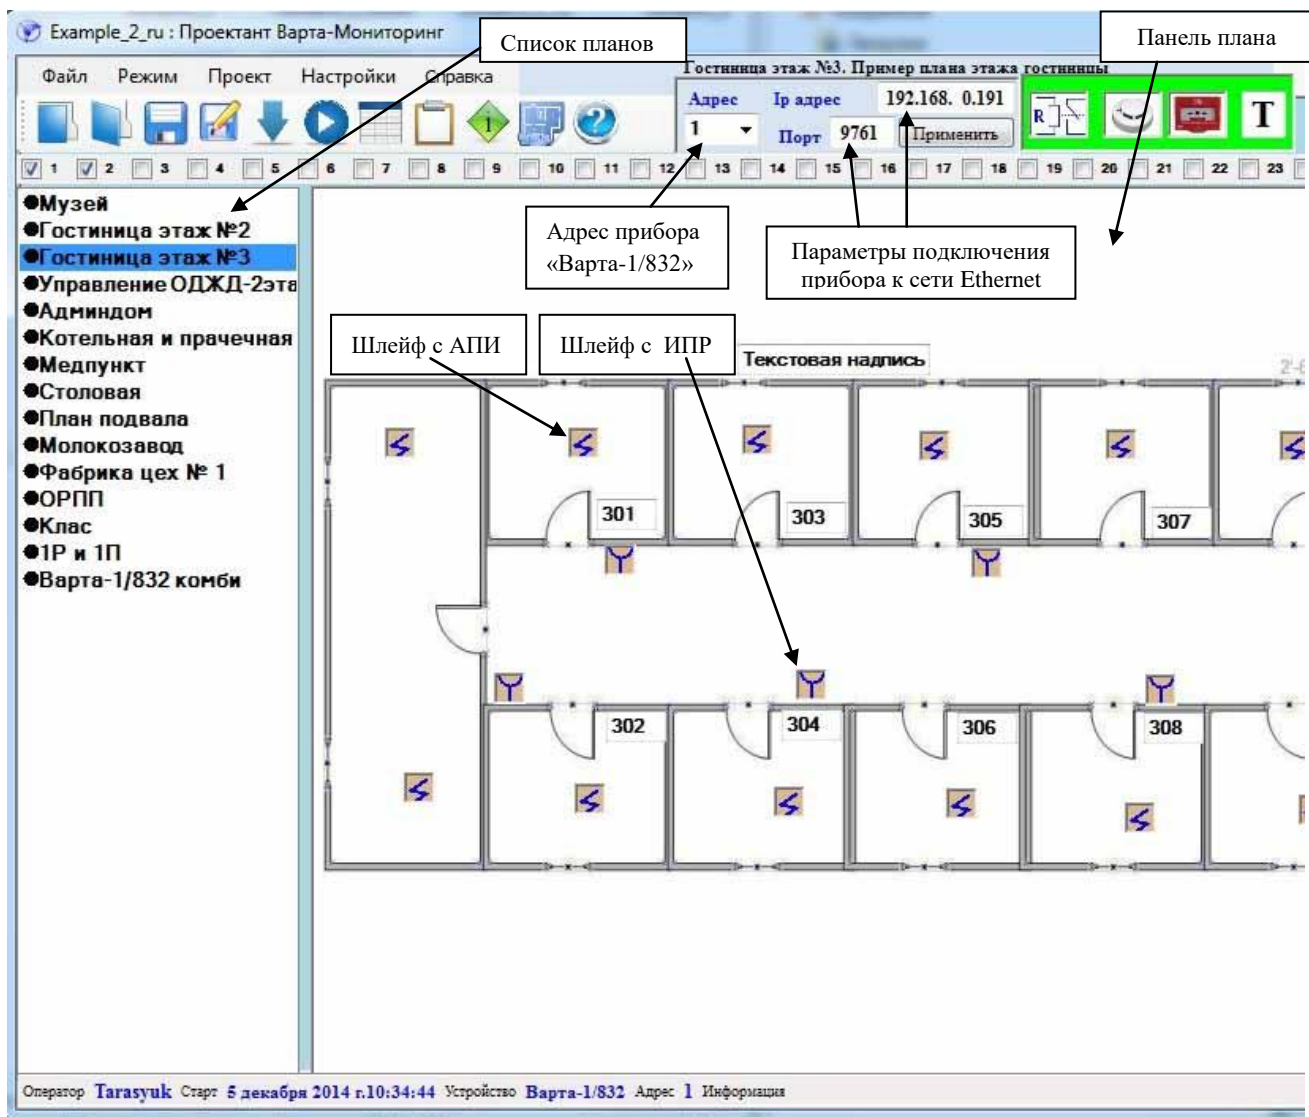 Example_2_ru : Проектант Варта-Мониторинг
Список планов
Панель плана
Файл Режим Проект Настройки Справка
Гостиница этаж №3. Пример плана этажа гостиницы
Адрес Ip адрес 192.168. 0.191
1 Порт 9761 Применить
R T
1 2 3 4 5 6 7 8 9 10 11 12 13 14 15 16 17 18 19 20 21 22 23
Музей
Гостиница этаж №2
Гостиница этаж №3
Управление ОДЖД-2эта
Админдом
Котельная и прачечная
Медпункт
Столовая
План подвала
Молокозавод
Фабрика цех № 1
ОРПП
Клас
1Р и 1П
Варта-1/832 комби
Адрес прибора
«Варта-1/832»
Параметры подключения
прибора к сети Ethernet
Шлейф с АПИ
Шлейф с ИПР
Текстовая надпись
301 303 305 307
302 304 306 308
Оператор Tarasyuk Старт 5 декабря 2014 г.10:34:44 Устройство Варта-1/832 Адрес 1 Информация